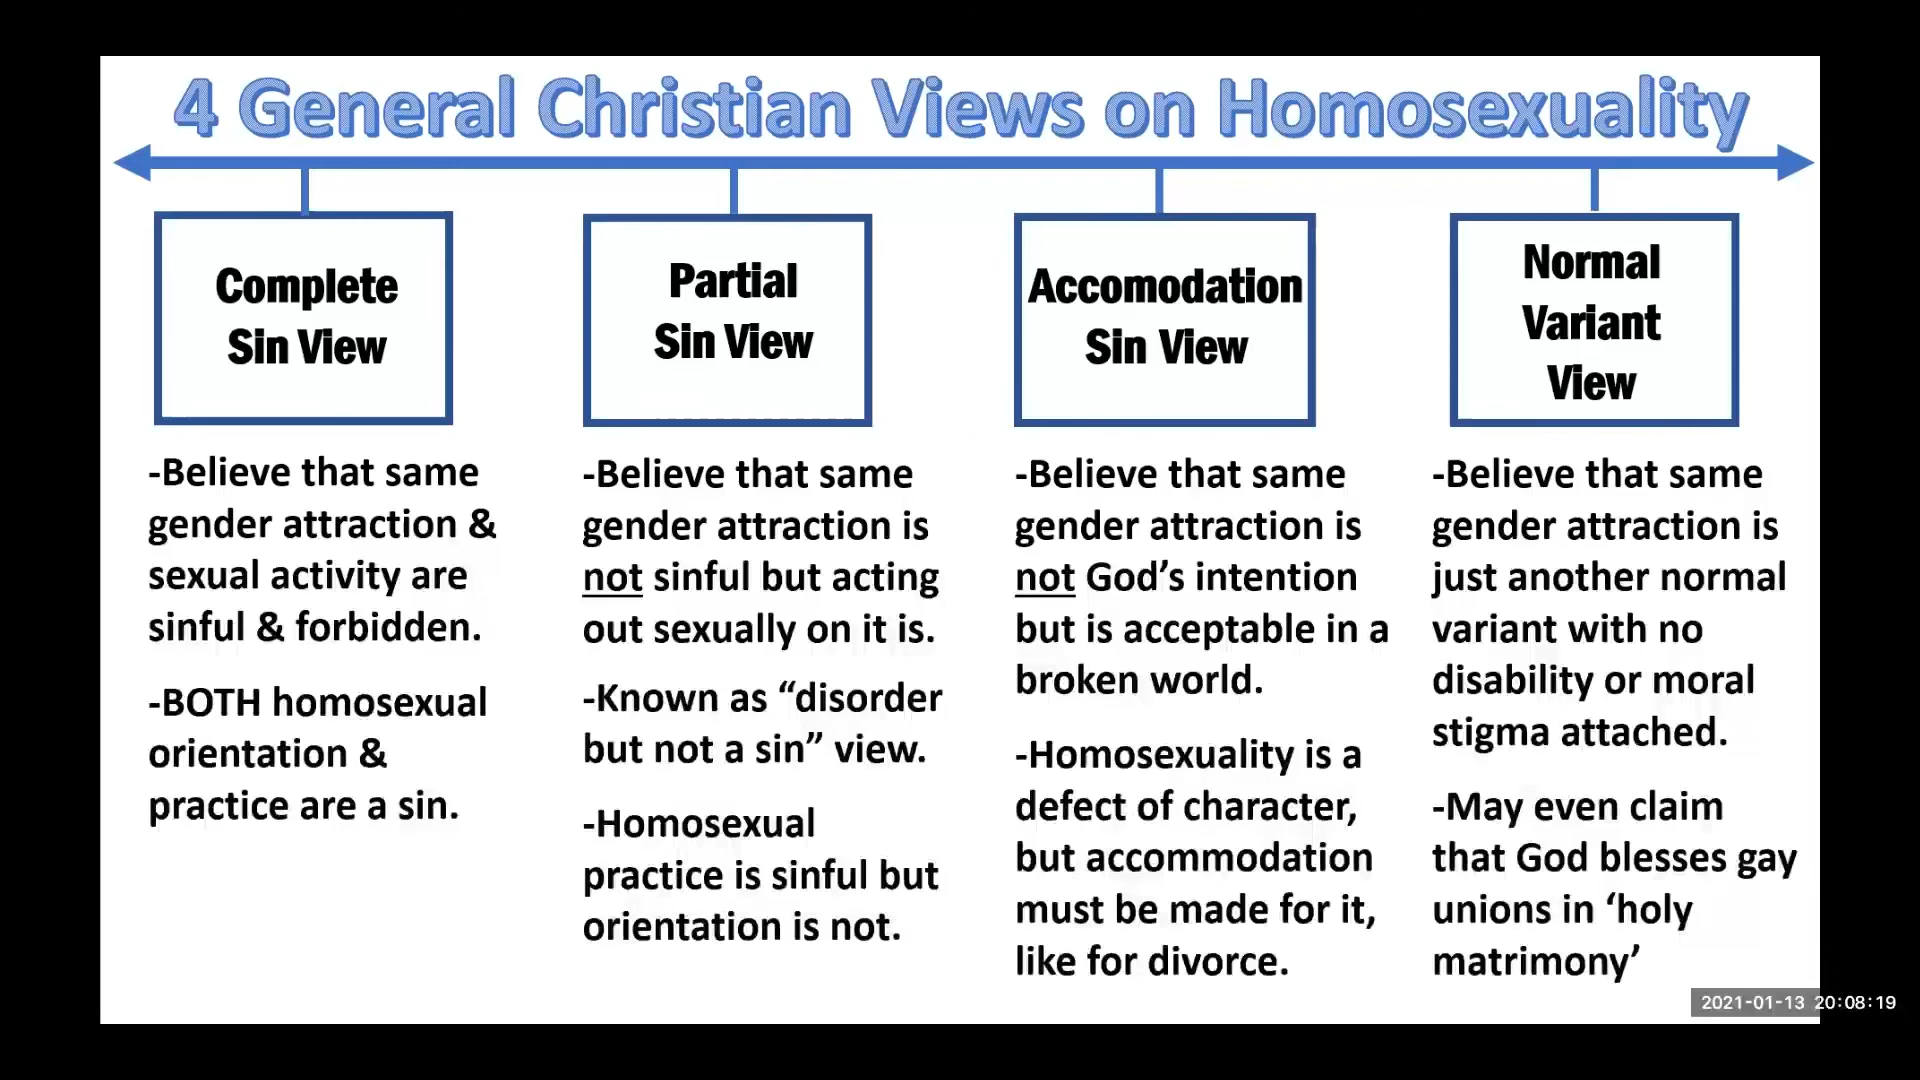 4 General Christian Views on Homosexuality
Complete
Sin View
-Believe that same
gender attraction &
sexual activity are
sinful & forbidden.
-BOTH homosexual
orientation &
practice are a sin.
Partial
Sin View
-Believe that same
gender attraction is
not sinful but acting
out sexually on it is.
-Known as “disorder
but not a sin” view.
-Homosexual
practice is sinful but
orientation is not.
Accomodation
Sin View
-Believe that same
gender attraction is
not God’s intention
but is acceptable in a
broken world.
-Homosexuality is a
defect of character,
but accommodation
must be made for it,
like for divorce.
Normal
Variant
View
-Believe that same
gender attraction is
just another normal
variant with no
disability or moral
stigma attached.
-May even claim
that God blesses gay
unions in ‘holy
matrimony’
2021-01-13 20:08:19